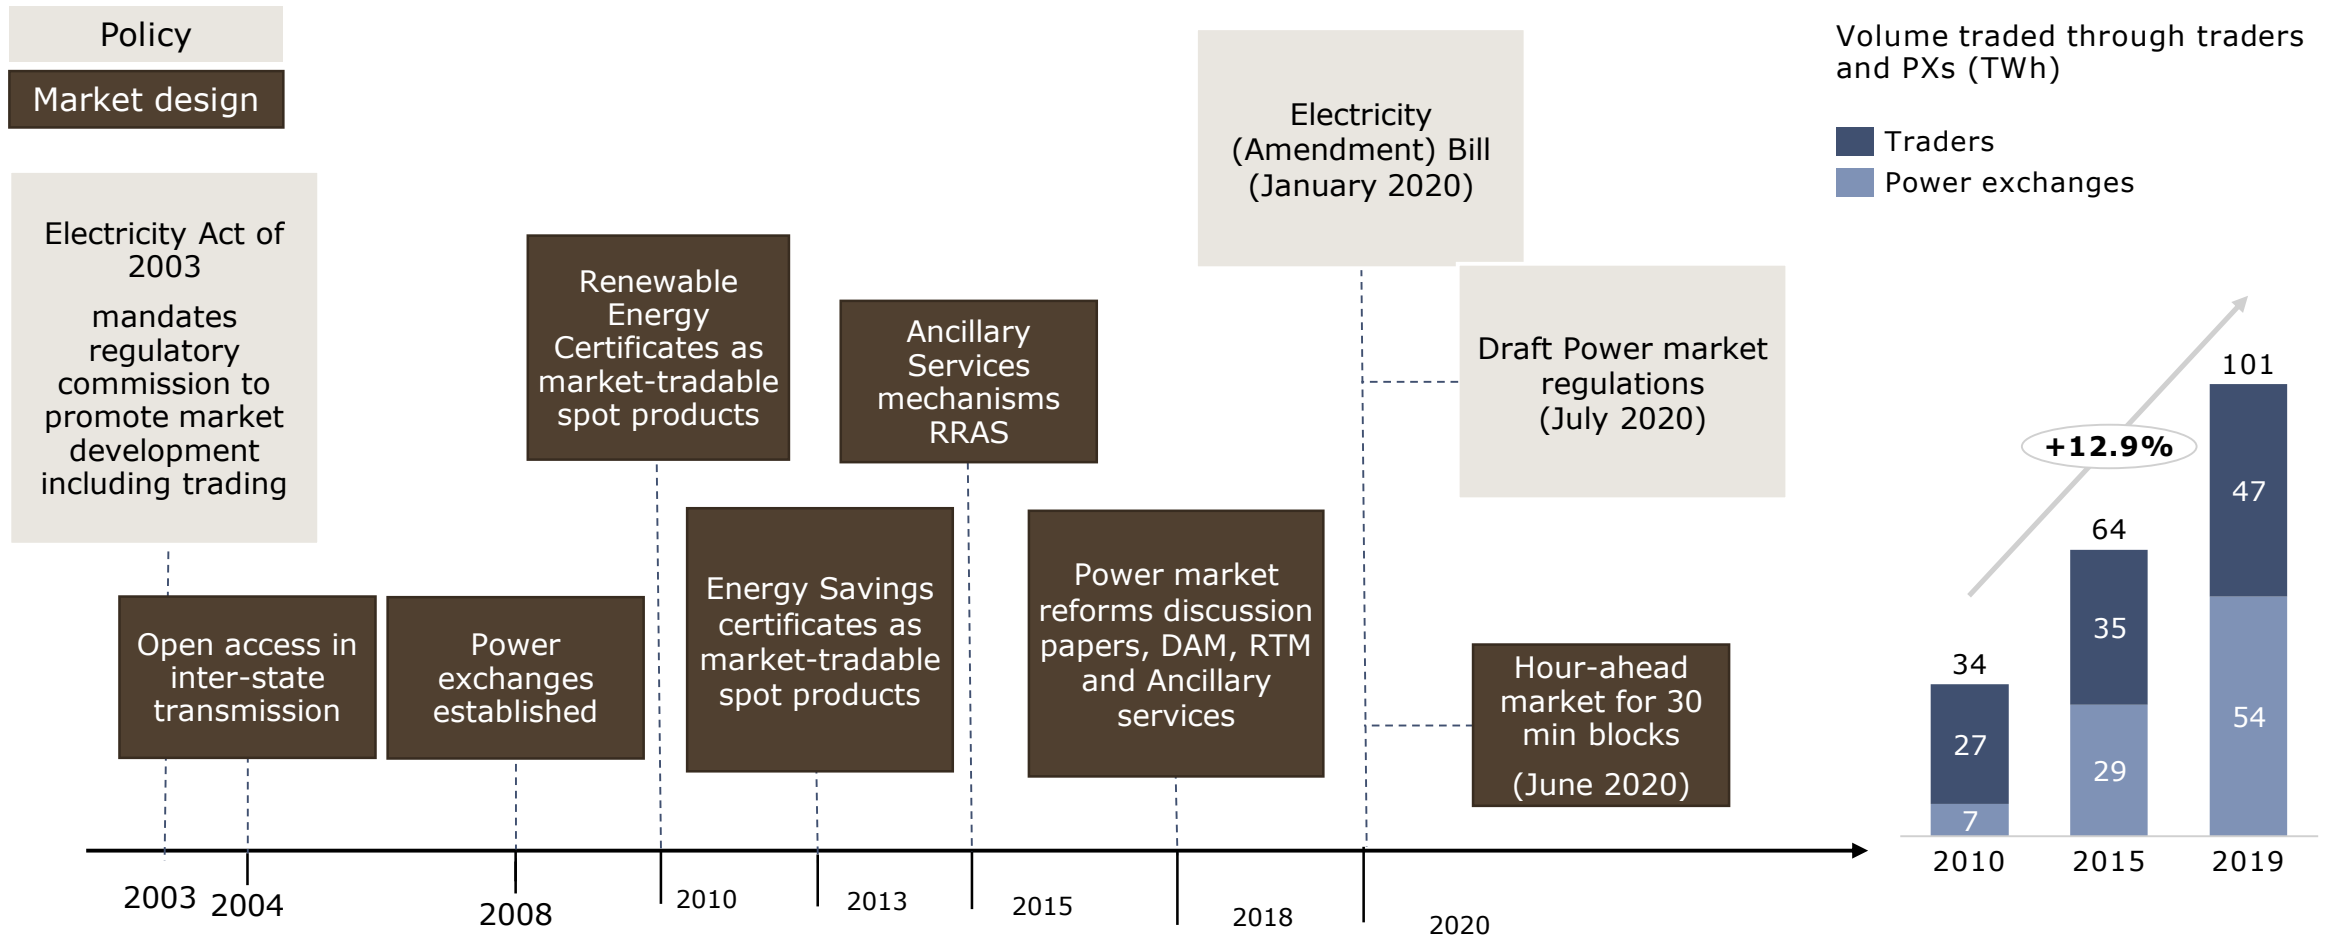 Policy
Market design
Electricity Act of
2003
mandates
regulatory
commission to
promote market
development
including trading
Open access in
inter-state
transmission
Power
exchanges
established
Renewable
Energy
Certificates as
market-tradable
spot products
Energy Savings
certificates as
market-tradable
spot products
Ancillary
Services
mechanisms
RRAS
Power market
reforms discussion
papers, DAM, RTM
and Ancillary
services
Electricity
(Amendment) Bill
(January 2020)
Draft Power market
regulations
(July 2020)
Hour-ahead
market for 30
min blocks
(June 2020)
2003
2004
2008
2010
2013
2015
2018
2020
Volume traded through traders
and PXs (TWh)
Traders
Power exchanges
+12.9%
34
27
7
64
35
29
101
47
54
2010
2015
2019